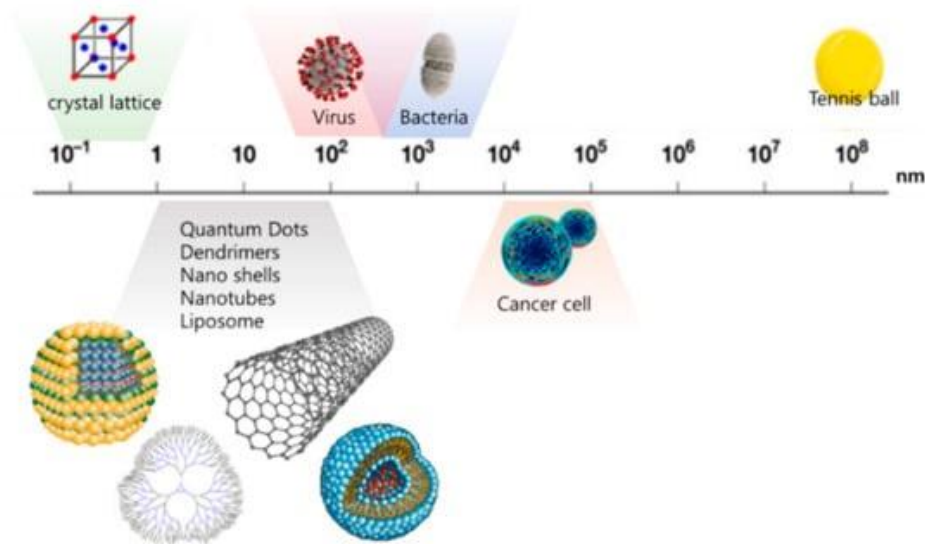 crystal lattice
Virus
Bacteria
Tennis ball
10⁻¹ 1 10 10² 10³ 10⁴ 10⁵ 10⁶ 10⁷ 10⁸
nm
Quantum Dots
Dendrimers
Nano shells
Nanotubes
Liposome
Cancer cell